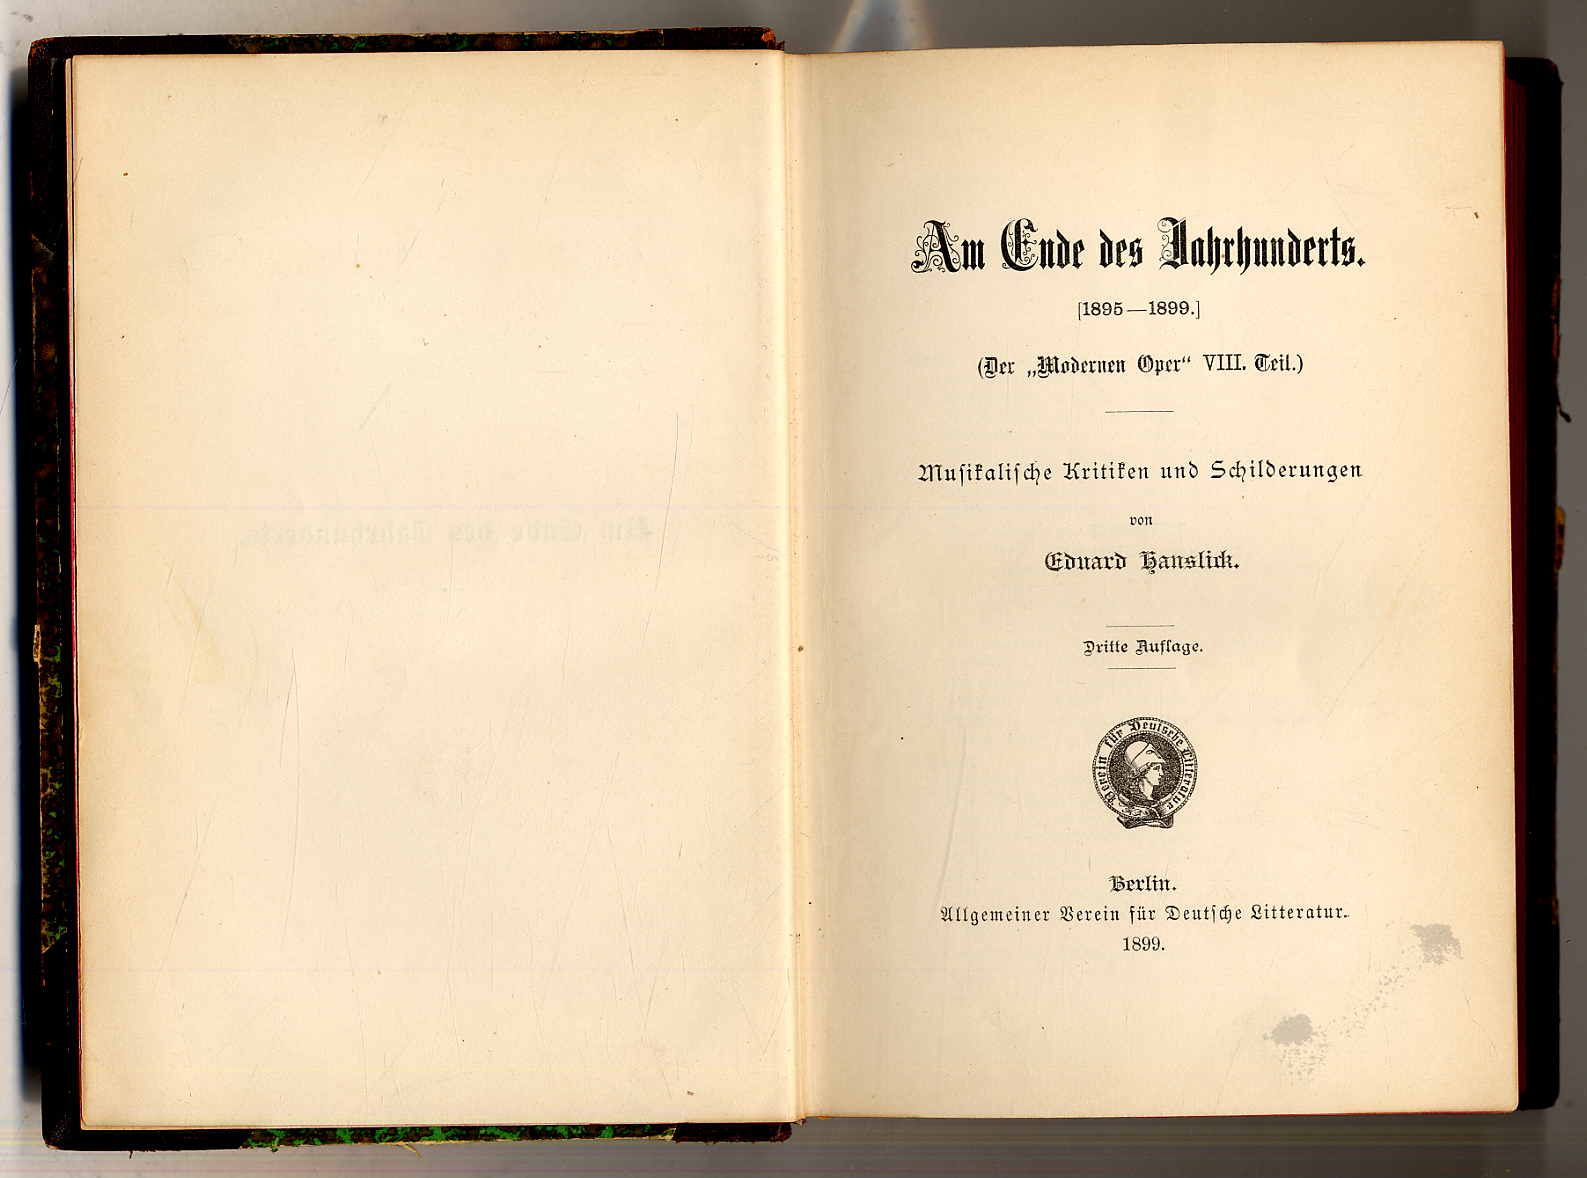 Am Ende des Jahrhunderts.
[1895—1899.]
(Der „Modernen Oper“ VIII. Teil.)
Musikalische Kritiken und Schilderungen
von
Eduard Hanslick.
Dritte Auflage.
Verein für Deutsche Litteratur
Berlin.
Allgemeiner Verein für Deutsche Litteratur.
1899.